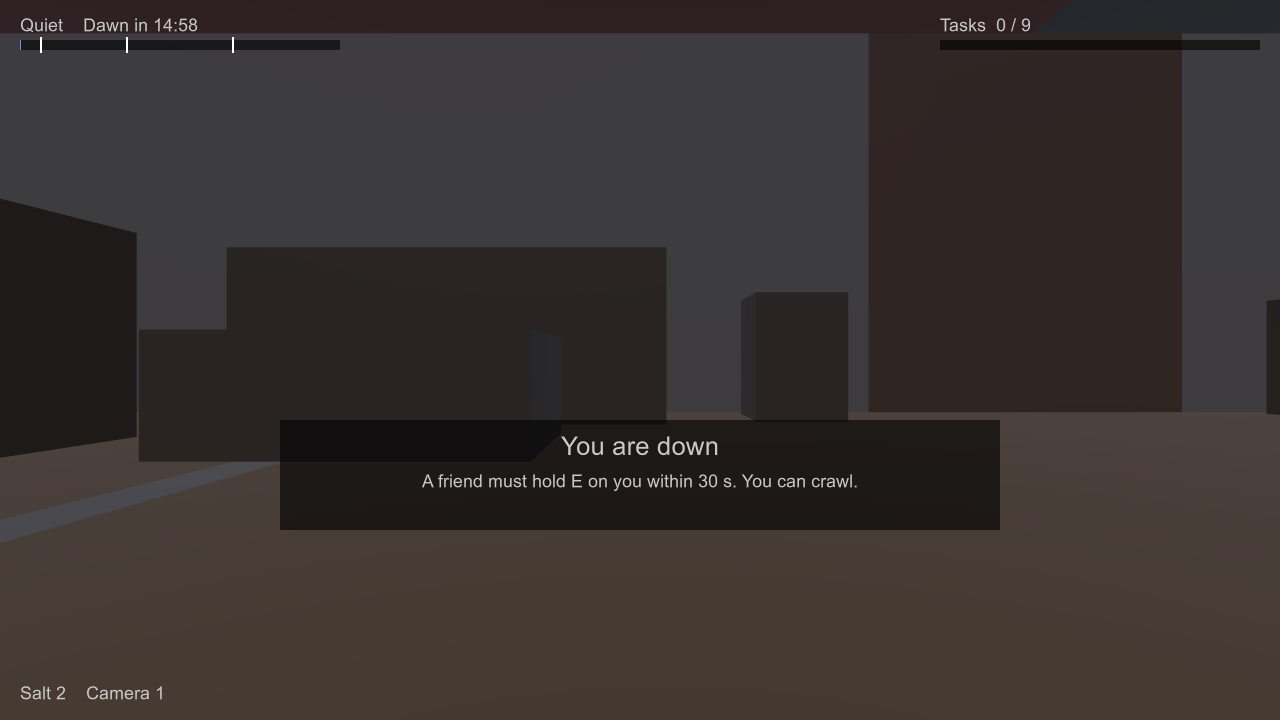 Quiet    Dawn in 14:58
Tasks  0 / 9
You are down
A friend must hold E on you within 30 s. You can crawl.
Salt 2    Camera 1